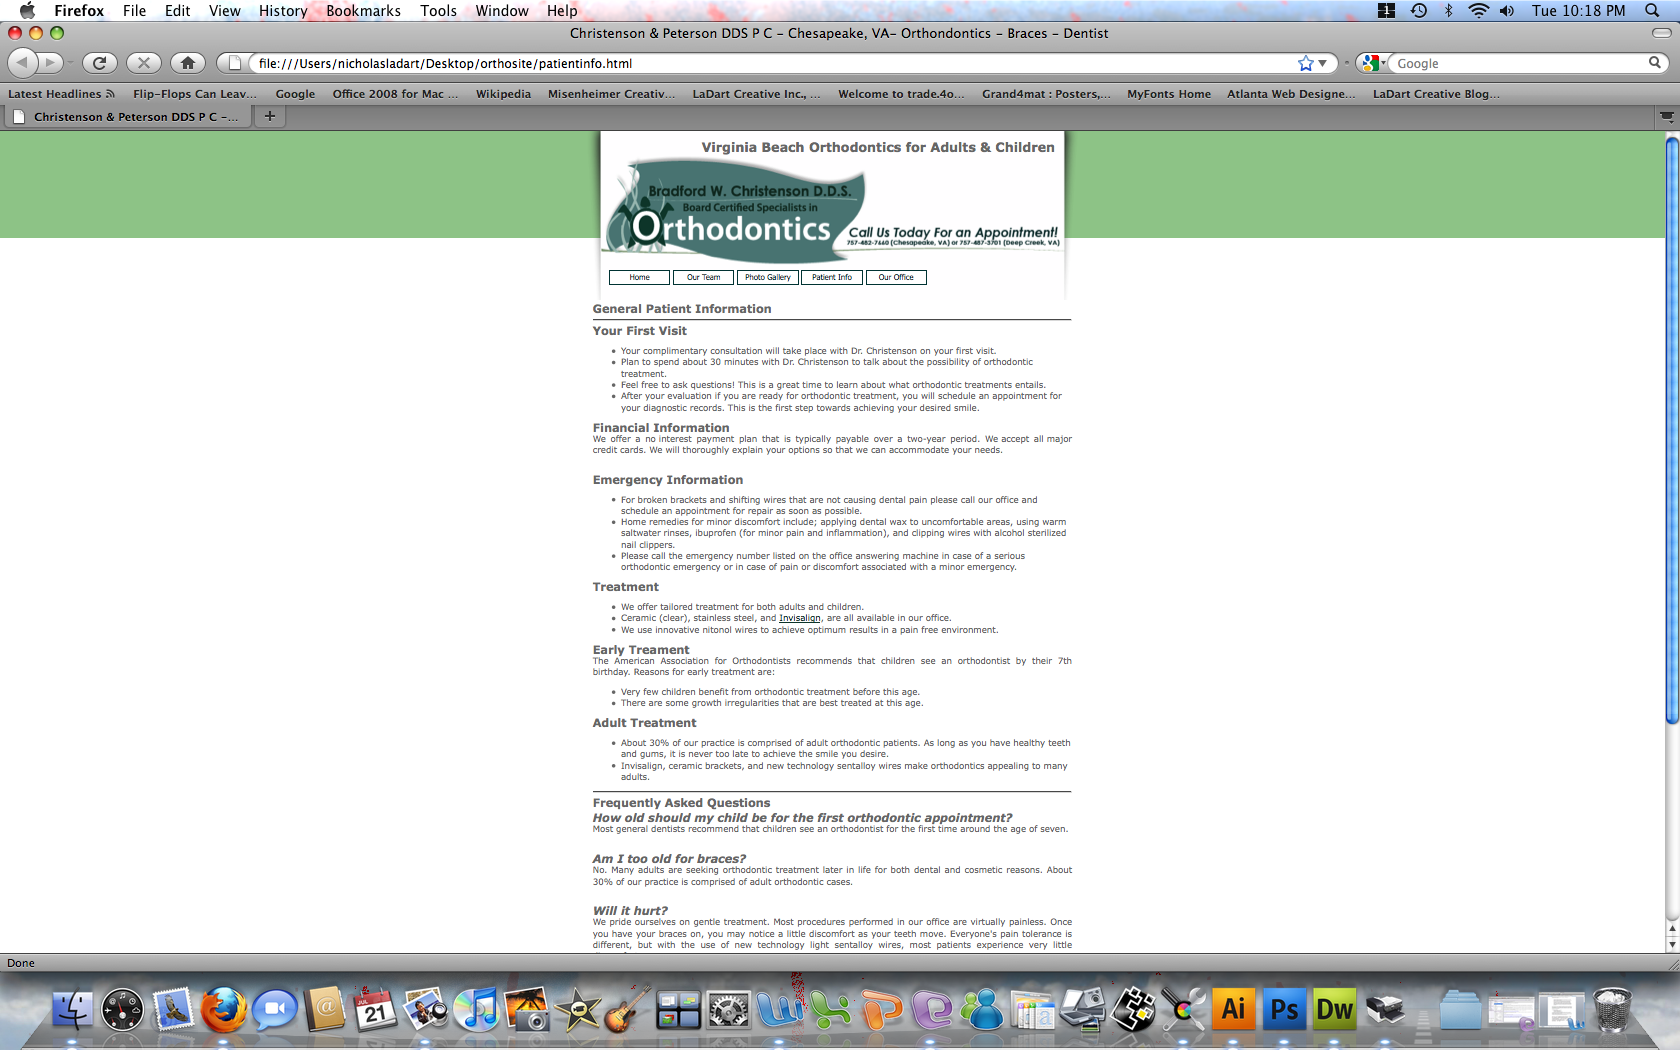 Firefox File Edit View History Bookmarks Tools Window Help
1
Tue 10:18 PM
Christenson & Peterson DDS P C - Chesapeake, VA- Orthondontics - Braces - Dentist
file:///Users/nicholasladart/Desktop/orthosite/patientinfo.html
Google
Latest Headlines Flip-Flops Can Leav... Google Office 2008 for Mac ... Wikipedia Misenheimer Creativ... LaDart Creative Inc., ... Welcome to trade.4o... Grand4mat : Posters,... MyFonts Home Atlanta Web Designe... LaDart Creative Blog...
Christenson & Peterson DDS P C -...
Virginia Beach Orthodontics for Adults & Children
Bradford W. Christenson D.D.S.
Board Certified Specialists in
Orthodontics
Call Us Today For an Appointment!
757-482-7660 (Chesapeake, VA) or 757-487-3701 (Deep Creek, VA)
Home Our Team Photo Gallery Patient Info Our Office
General Patient Information
Your First Visit
• Your complimentary consultation will take place with Dr. Christenson on your first visit.
• Plan to spend about 30 minutes with Dr. Christenson to talk about the possibility of orthodontic
treatment.
• Feel free to ask questions! This is a great time to learn about what orthodontic treatments entails.
• After your evaluation if you are ready for orthodontic treatment, you will schedule an appointment for
your diagnostic records. This is the first step towards achieving your desired smile.
Financial Information
We offer a no interest payment plan that is typically payable over a two-year period. We accept all major
credit cards. We will thoroughly explain your options so that we can accommodate your needs.
Emergency Information
• For broken brackets and shifting wires that are not causing dental pain please call our office and
schedule an appointment for repair as soon as possible.
• Home remedies for minor discomfort include; applying dental wax to uncomfortable areas, using warm
saltwater rinses, ibuprofen (for minor pain and inflammation), and clipping wires with alcohol sterilized
nail clippers.
• Please call the emergency number listed on the office answering machine in case of a serious
orthodontic emergency or in case of pain or discomfort associated with a minor emergency.
Treatment
• We offer tailored treatment for both adults and children.
• Ceramic (clear), stainless steel, and Invisalign, are all available in our office.
• We use innovative nitonol wires to achieve optimum results in a pain free environment.
Early Treament
The American Association for Orthodontists recommends that children see an orthodontist by their 7th
birthday. Reasons for early treatment are:
• Very few children benefit from orthodontic treatment before this age.
• There are some growth irregularities that are best treated at this age.
Adult Treatment
• About 30% of our practice is comprised of adult orthodontic patients. As long as you have healthy teeth
and gums, it is never too late to achieve the smile you desire.
• Invisalign, ceramic brackets, and new technology sentalloy wires make orthodontics appealing to many
adults.
Frequently Asked Questions
How old should my child be for the first orthodontic appointment?
Most general dentists recommend that children see an orthodontist for the first time around the age of seven.
Am I too old for braces?
No. Many adults are seeking orthodontic treatment later in life for both dental and cosmetic reasons. About
30% of our practice is comprised of adult orthodontic cases.
Will it hurt?
We pride ourselves on gentle treatment. Most procedures performed in our office are virtually painless. Once
you have your braces on, you may notice a little discomfort as your teeth move. Everyone's pain tolerance is
different, but with the use of new technology light sentalloy wires, most patients experience very little
Done
JUL
21
Ai Ps Dw